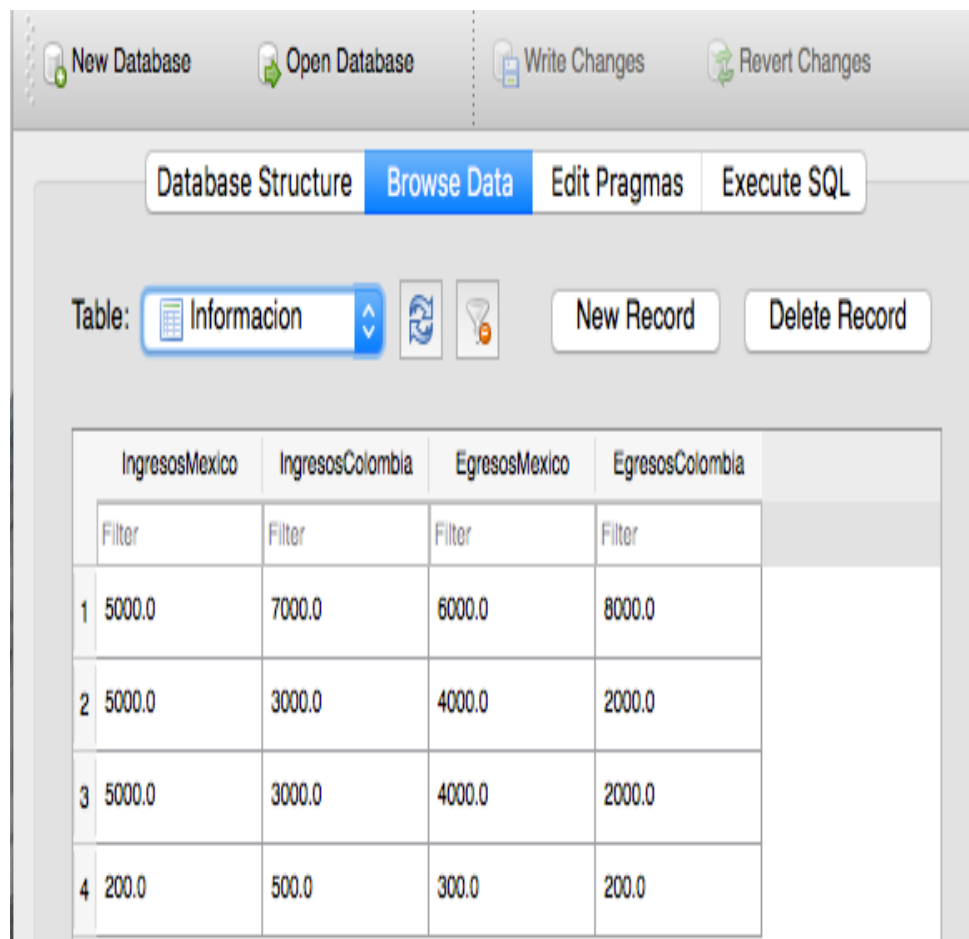 New Database Open Database Write Changes Revert Changes
Database Structure Browse Data Edit Pragmas Execute SQL
Table: Informacion New Record Delete Record
IngresosMexico IngresosColombia EgresosMexico EgresosColombia
Filter Filter Filter Filter
1 5000.0 7000.0 6000.0 8000.0
2 5000.0 3000.0 4000.0 2000.0
3 5000.0 3000.0 4000.0 2000.0
4 200.0 500.0 300.0 200.0